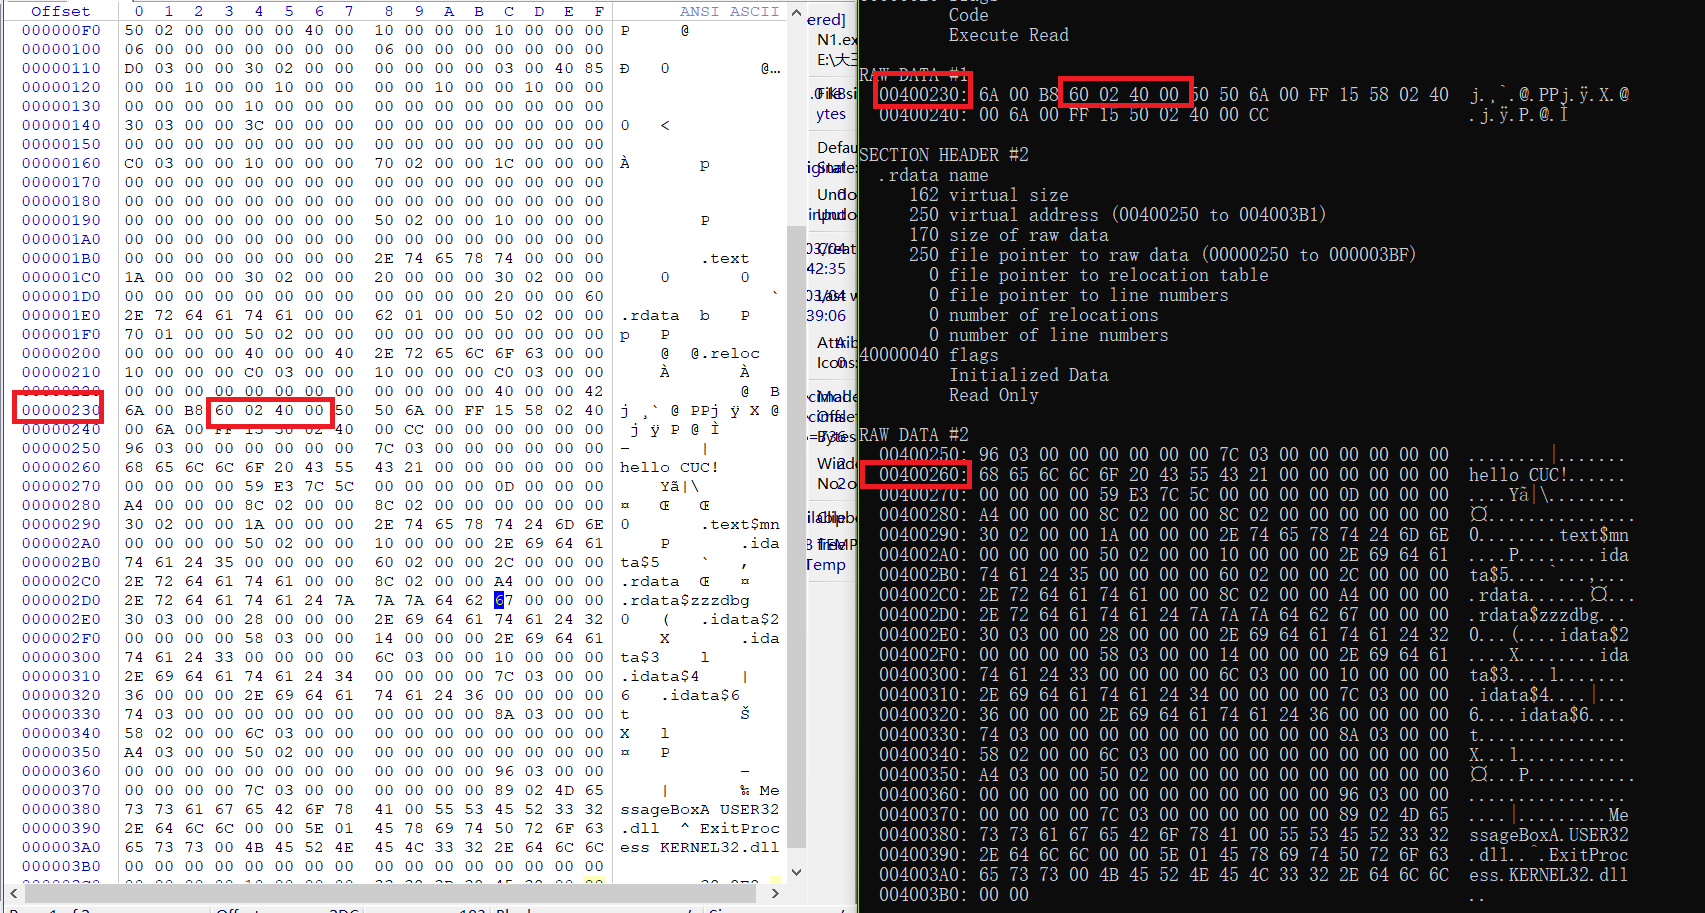 Offset 0 1 2 3 4 5 6 7 8 9 A B C D E F ANSI ASCII
000000F0 50 02 00 00 00 00 40 00 10 00 00 00 10 00 00 00 P @
00000100 06 00 00 00 00 00 00 00 06 00 00 00 00 00 00 00
00000110 D0 03 00 00 30 02 00 00 00 00 00 00 03 00 40 85 Ð 0 @…
00000120 00 00 10 00 00 10 00 00 00 00 10 00 00 10 00 00
00000130 00 00 00 00 10 00 00 00 00 00 00 00 00 00 00 00
00000140 30 03 00 00 3C 00 00 00 00 00 00 00 00 00 00 00 0 <
00000150 00 00 00 00 00 00 00 00 00 00 00 00 00 00 00 00
00000160 C0 03 00 00 10 00 00 00 70 02 00 00 1C 00 00 00 À p
00000170 00 00 00 00 00 00 00 00 00 00 00 00 00 00 00 00
00000180 00 00 00 00 00 00 00 00 00 00 00 00 00 00 00 00
00000190 00 00 00 00 00 00 00 00 50 02 00 00 10 00 00 00 P
000001A0 00 00 00 00 00 00 00 00 00 00 00 00 00 00 00 00
000001B0 00 00 00 00 00 00 00 00 2E 74 65 78 74 00 00 00 .text
000001C0 1A 00 00 00 30 02 00 00 20 00 00 00 30 02 00 00 0 0
000001D0 00 00 00 00 00 00 00 00 00 00 00 00 20 00 00 60 `
000001E0 2E 72 64 61 74 61 00 00 62 01 00 00 50 02 00 00 .rdata b P
000001F0 70 01 00 00 50 02 00 00 00 00 00 00 00 00 00 00 p P
00000200 00 00 00 00 40 00 00 40 2E 72 65 6C 6F 63 00 00 @ @.reloc
00000210 10 00 00 00 C0 03 00 00 10 00 00 00 C0 03 00 00 À À
00000220 00 00 00 00 00 00 00 00 00 00 00 00 40 00 00 42 @ B
00000230 6A 00 B8 60 02 40 00 50 50 6A 00 FF 15 58 02 40 j ¸` @ PPj ÿ X @
00000240 00 6A 00 FF 15 50 02 40 00 CC 00 00 00 00 00 00 j ÿ P @ Ì
00000250 96 03 00 00 00 00 00 00 7C 03 00 00 00 00 00 00 – |
00000260 68 65 6C 6C 6F 20 43 55 43 21 00 00 00 00 00 00 hello CUC!
00000270 00 00 00 00 59 E3 7C 5C 00 00 00 00 0D 00 00 00 Yã|\
00000280 A4 00 00 00 8C 02 00 00 8C 02 00 00 00 00 00 00 ¤ Œ Œ
00000290 30 02 00 00 1A 00 00 00 2E 74 65 78 74 24 6D 6E 0 .text$mn
000002A0 00 00 00 00 50 02 00 00 10 00 00 00 2E 69 64 61 P .ida
000002B0 74 61 24 35 00 00 00 00 60 02 00 00 2C 00 00 00 ta$5 ` ,
000002C0 2E 72 64 61 74 61 00 00 8C 02 00 00 A4 00 00 00 .rdata Œ ¤
000002D0 2E 72 64 61 74 61 24 7A 7A 7A 64 62 67 00 00 00 .rdata$zzzdbg
000002E0 30 03 00 00 28 00 00 00 2E 69 64 61 74 61 24 32 0 ( .idata$2
000002F0 00 00 00 00 58 03 00 00 14 00 00 00 2E 69 64 61 X .ida
00000300 74 61 24 33 00 00 00 00 6C 03 00 00 10 00 00 00 ta$3 l
00000310 2E 69 64 61 74 61 24 34 00 00 00 00 7C 03 00 00 .idata$4 |
00000320 36 00 00 00 2E 69 64 61 74 61 24 36 00 00 00 00 6 .idata$6
00000330 74 03 00 00 00 00 00 00 00 00 00 00 8A 03 00 00 t Š
00000340 58 02 00 00 6C 03 00 00 00 00 00 00 00 00 00 00 X l
00000350 A4 03 00 00 50 02 00 00 00 00 00 00 00 00 00 00 ¤ P
00000360 00 00 00 00 00 00 00 00 00 00 00 00 96 03 00 00 –
00000370 00 00 00 00 7C 03 00 00 00 00 00 00 89 02 4D 65 | ‰ Me
00000380 73 73 61 67 65 42 6F 78 41 00 55 53 45 52 33 32 ssageBoxA USER32
00000390 2E 64 6C 6C 00 00 5E 01 45 78 69 74 50 72 6F 63 .dll ^ ExitProc
000003A0 65 73 73 00 4B 45 52 4E 45 4C 33 32 2E 64 6C 6C ess KERNEL32.dll
000003B0 00 00 00 00 00 00 00 00 00 00 00 00 00 00 00 00
ered]
N1.ex
E:\大三
ytes
Defau
Undo
Undo
42:35
39:06
Icons:
Temp
Code
Execute Read
RAW DATA #1
00400230: 6A 00 B8 60 02 40 00 50 50 6A 00 FF 15 58 02 40 j.¸`.@.PPj.ÿ.X.@
00400240: 00 6A 00 FF 15 50 02 40 00 CC .j.ÿ.P.@.Ì
SECTION HEADER #2
.rdata name
162 virtual size
250 virtual address (00400250 to 004003B1)
170 size of raw data
250 file pointer to raw data (00000250 to 000003BF)
0 file pointer to relocation table
0 file pointer to line numbers
0 number of relocations
0 number of line numbers
40000040 flags
Initialized Data
Read Only
RAW DATA #2
00400250: 96 03 00 00 00 00 00 00 7C 03 00 00 00 00 00 00 ........|.......
00400260: 68 65 6C 6C 6F 20 43 55 43 21 00 00 00 00 00 00 hello CUC!......
00400270: 00 00 00 00 59 E3 7C 5C 00 00 00 00 0D 00 00 00 ....Yã|\........
00400280: A4 00 00 00 8C 02 00 00 8C 02 00 00 00 00 00 00 ¤...............
00400290: 30 02 00 00 1A 00 00 00 2E 74 65 78 74 24 6D 6E 0........text$mn
004002A0: 00 00 00 00 50 02 00 00 10 00 00 00 2E 69 64 61 ....P........ida
004002B0: 74 61 24 35 00 00 00 00 60 02 00 00 2C 00 00 00 ta$5....`...,...
004002C0: 2E 72 64 61 74 61 00 00 8C 02 00 00 A4 00 00 00 .rdata......¤...
004002D0: 2E 72 64 61 74 61 24 7A 7A 7A 64 62 67 00 00 00 .rdata$zzzdbg...
004002E0: 30 03 00 00 28 00 00 00 2E 69 64 61 74 61 24 32 0...(....idata$2
004002F0: 00 00 00 00 58 03 00 00 14 00 00 00 2E 69 64 61 ....X........ida
00400300: 74 61 24 33 00 00 00 00 6C 03 00 00 10 00 00 00 ta$3....l.......
00400310: 2E 69 64 61 74 61 24 34 00 00 00 00 7C 03 00 00 .idata$4....|...
00400320: 36 00 00 00 2E 69 64 61 74 61 24 36 00 00 00 00 6....idata$6....
00400330: 74 03 00 00 00 00 00 00 00 00 00 00 8A 03 00 00 t...............
00400340: 58 02 00 00 6C 03 00 00 00 00 00 00 00 00 00 00 X...l...........
00400350: A4 03 00 00 50 02 00 00 00 00 00 00 00 00 00 00 ¤...P...........
00400360: 00 00 00 00 00 00 00 00 00 00 00 00 96 03 00 00 ................
00400370: 00 00 00 00 7C 03 00 00 00 00 00 00 89 02 4D 65 ....|.........Me
00400380: 73 73 61 67 65 42 6F 78 41 00 55 53 45 52 33 32 ssageBoxA.USER32
00400390: 2E 64 6C 6C 00 00 5E 01 45 78 69 74 50 72 6F 63 .dll..^.ExitProc
004003A0: 65 73 73 00 4B 45 52 4E 45 4C 33 32 2E 64 6C 6C ess.KERNEL32.dll
004003B0: 00 00 ..